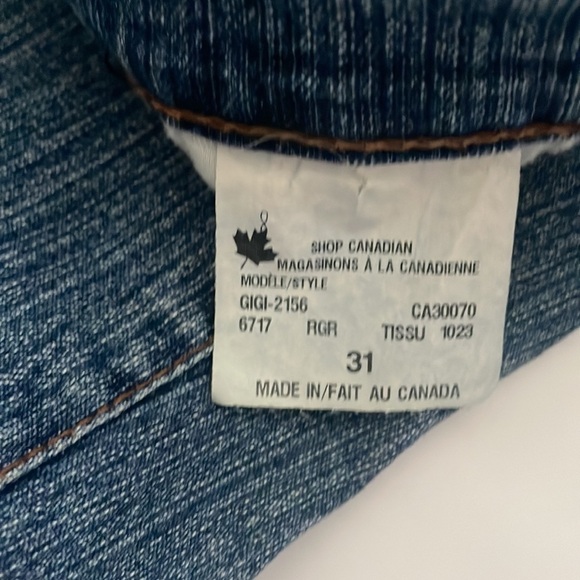 SHOP CANADIAN
MAGASINONS À LA CANADIENNE
MODÈLE/STYLE
GIGI-2156 CA30070
6717 RGR TISSU 1023
31
MADE IN/FAIT AU CANADA